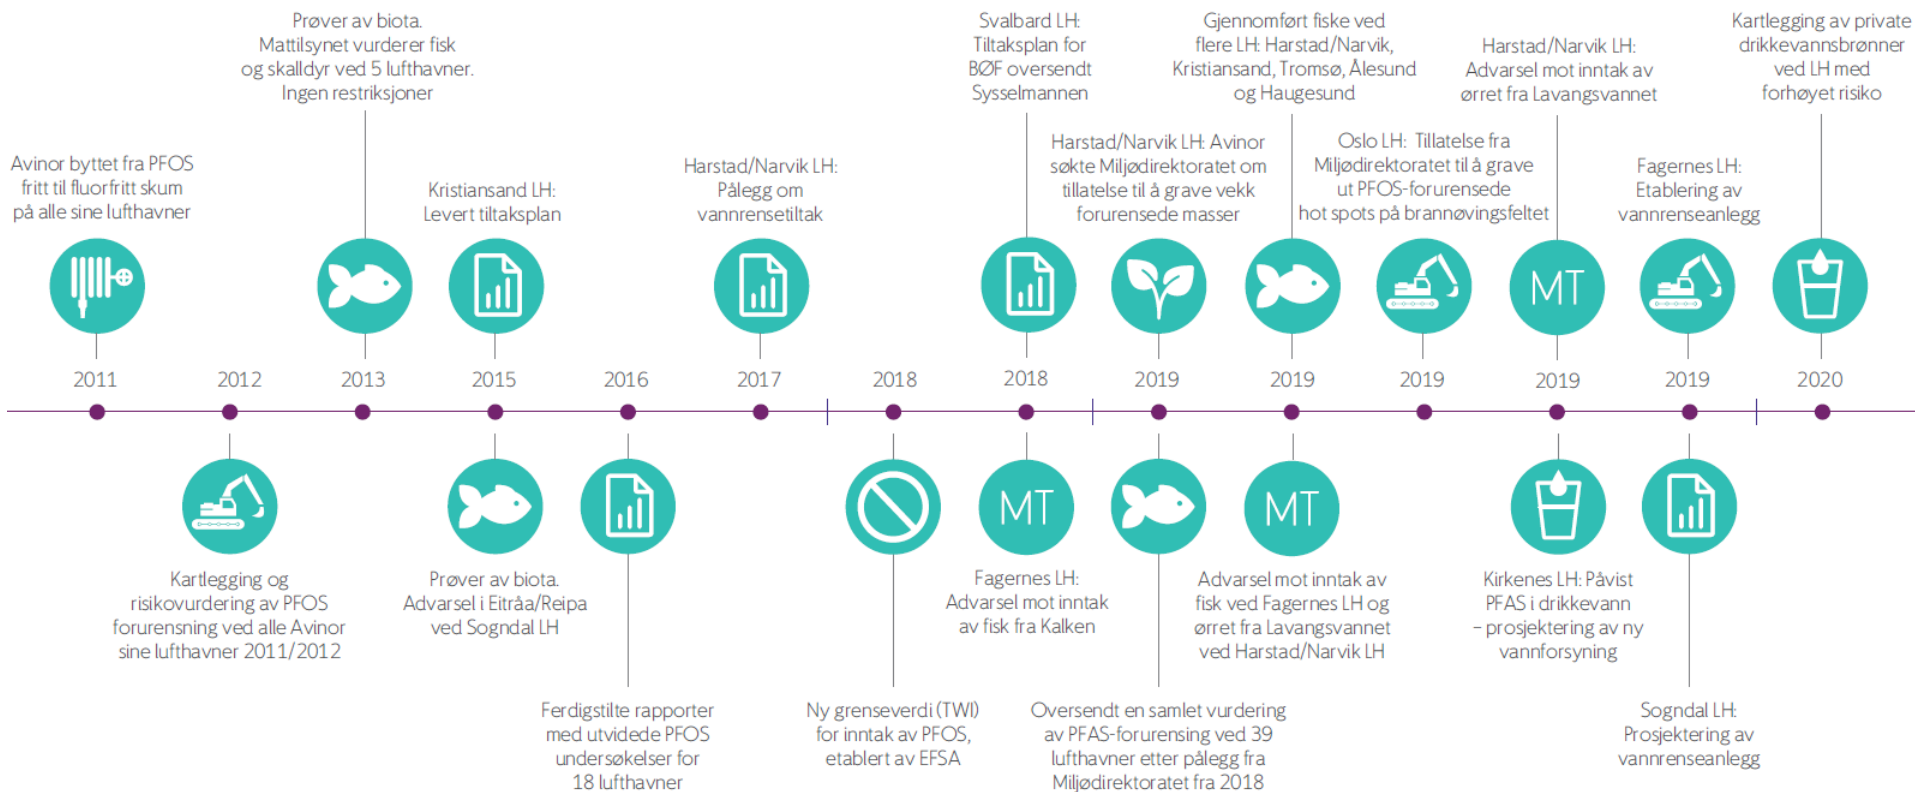 Prøver av biota.
Mattilsynet vurderer fisk
og skalldyr ved 5 lufthavner.
Ingen restriksjoner
Svalbard LH:
Tiltaksplan for
BØF oversendt
Sysselmannen
Gjennomført fiske ved
flere LH: Harstad/Narvik,
Kristiansand, Tromsø, Ålesund
og Haugesund
Harstad/Narvik LH:
Advarsel mot inntak av
ørret fra Lavangsvannet
Kartlegging av private
drikkevannsbrønner
ved LH med
forhøyet risiko
Avinor byttet fra PFOS
fritt til fluorfritt skum
på alle sine lufthavner
Kristiansand LH:
Levert tiltaksplan
Harstad/Narvik LH:
Pålegg om
vannrensetiltak
Harstad/Narvik LH: Avinor
søkte Miljødirektoratet om
tillatelse til å grave vekk
forurensede masser
Oslo LH: Tillatelse fra
Miljødirektoratet til å grave
ut PFOS-forurensede
hot spots på brannøvingsfeltet
Fagernes LH:
Etablering av
vannrenseanlegg
MT
2011
2012
2013
2015
2016
2017
2018
2018
2019
2019
2019
2019
2019
2020
MT
MT
Kartlegging og
risikovurdering av PFOS
forurensning ved alle Avinor
sine lufthavner 2011/2012
Prøver av biota.
Advarsel i Eitråa/Reipa
ved Sogndal LH
Fagernes LH:
Advarsel mot inntak
av fisk fra Kalken
Advarsel mot inntak av
fisk ved Fagernes LH og
ørret fra Lavangsvannet
ved Harstad/Narvik LH
Kirkenes LH: Påvist
PFAS i drikkevann
– prosjektering av ny
vannforsyning
Ferdigstilte rapporter
med utvidede PFOS
undersøkelser for
18 lufthavner
Ny grenseverdi (TWI)
for inntak av PFOS,
etablert av EFSA
Oversendt en samlet vurdering
av PFAS-forurensing ved 39
lufthavner etter pålegg fra
Miljødirektoratet fra 2018
Sogndal LH:
Prosjektering av
vannrenseanlegg